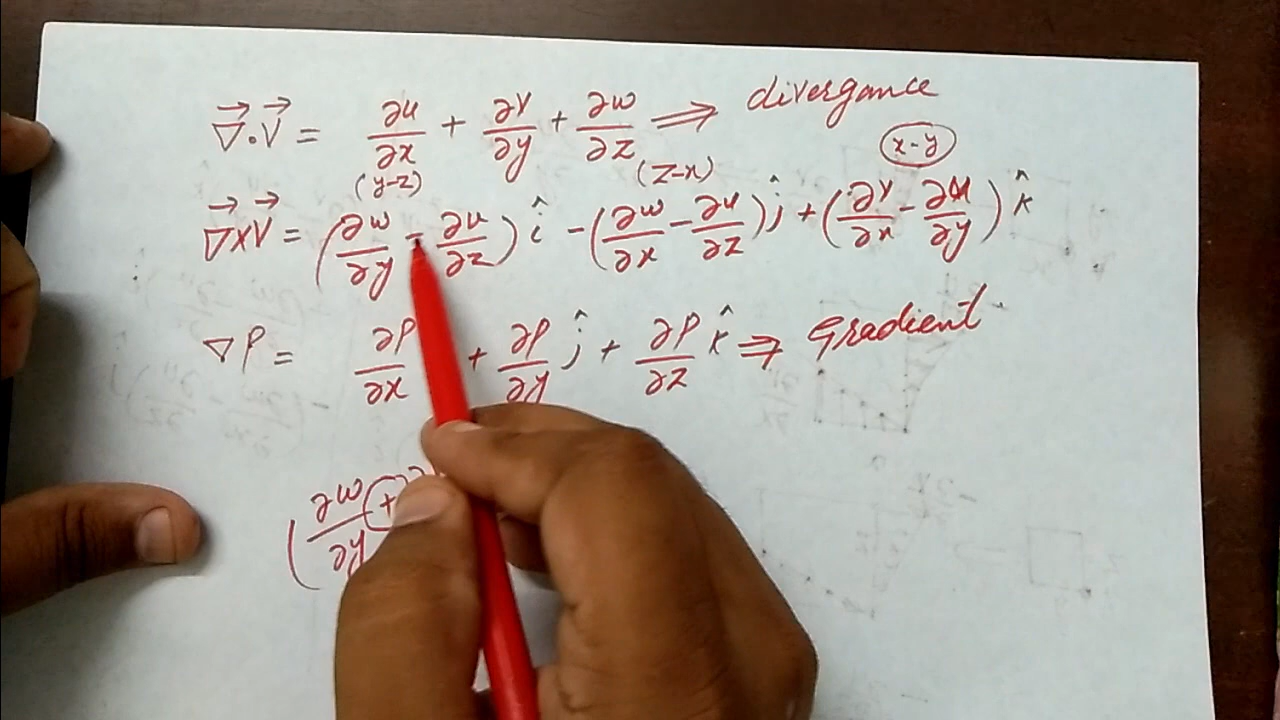 ∇⃗·V⃗ = ∂u/∂x + ∂v/∂y + ∂w/∂z ⇒ divergance
(y-z) (z-x) x-y
∇⃗×V⃗ = (∂w/∂y - ∂v/∂z) î - (∂w/∂x - ∂u/∂z) ĵ + (∂v/∂x - ∂u/∂y) k̂
∇P = ∂P/∂x + ∂P/∂y ĵ + ∂P/∂z k̂ ⇒ Gradient
(∂w/∂y +